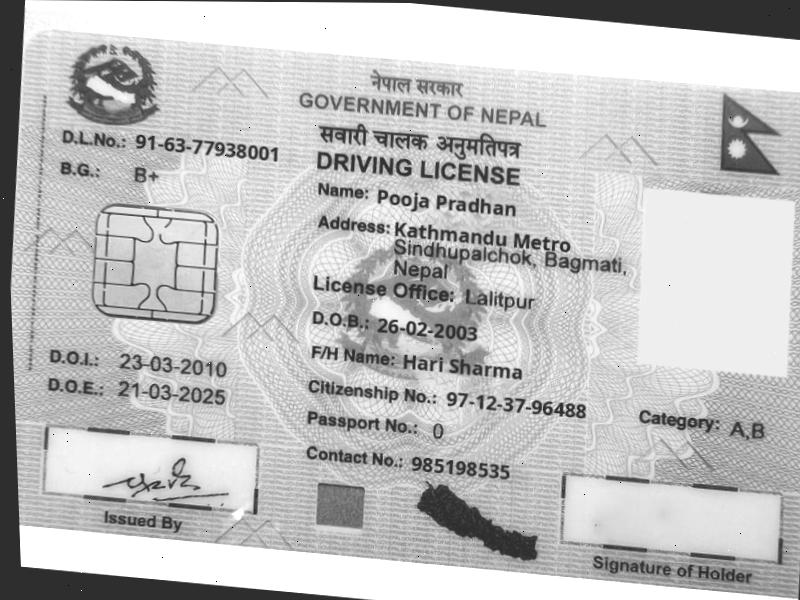 नेपाल सरकार
GOVERNMENT OF NEPAL
सवारी चालक अनुमतिपत्र
DRIVING LICENSE
D.L.No.: 91-63-77938001
B.G.: B+
Name: Pooja Pradhan
Address: Kathmandu Metro
Sindhupalchok, Bagmati,
Nepal
License Office: Lalitpur
D.O.B.: 26-02-2003
F/H Name: Hari Sharma
D.O.I.: 23-03-2010
D.O.E.: 21-03-2025
Citizenship No.: 97-12-37-96488
Passport No.: 0
Contact No.: 985198535
Category: A,B
Issued By
Signature of Holder